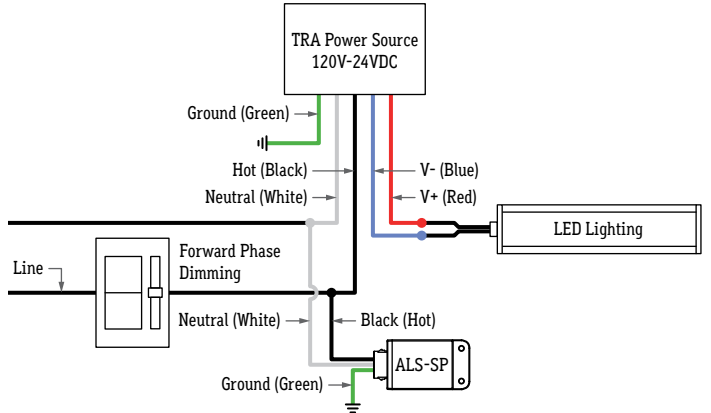 TRA Power Source
120V-24VDC
Ground (Green)
Hot (Black)
V- (Blue)
Neutral (White)
V+ (Red)
LED Lighting
Line
Forward Phase
Dimming
Neutral (White)
Black (Hot)
ALS-SP
Ground (Green)